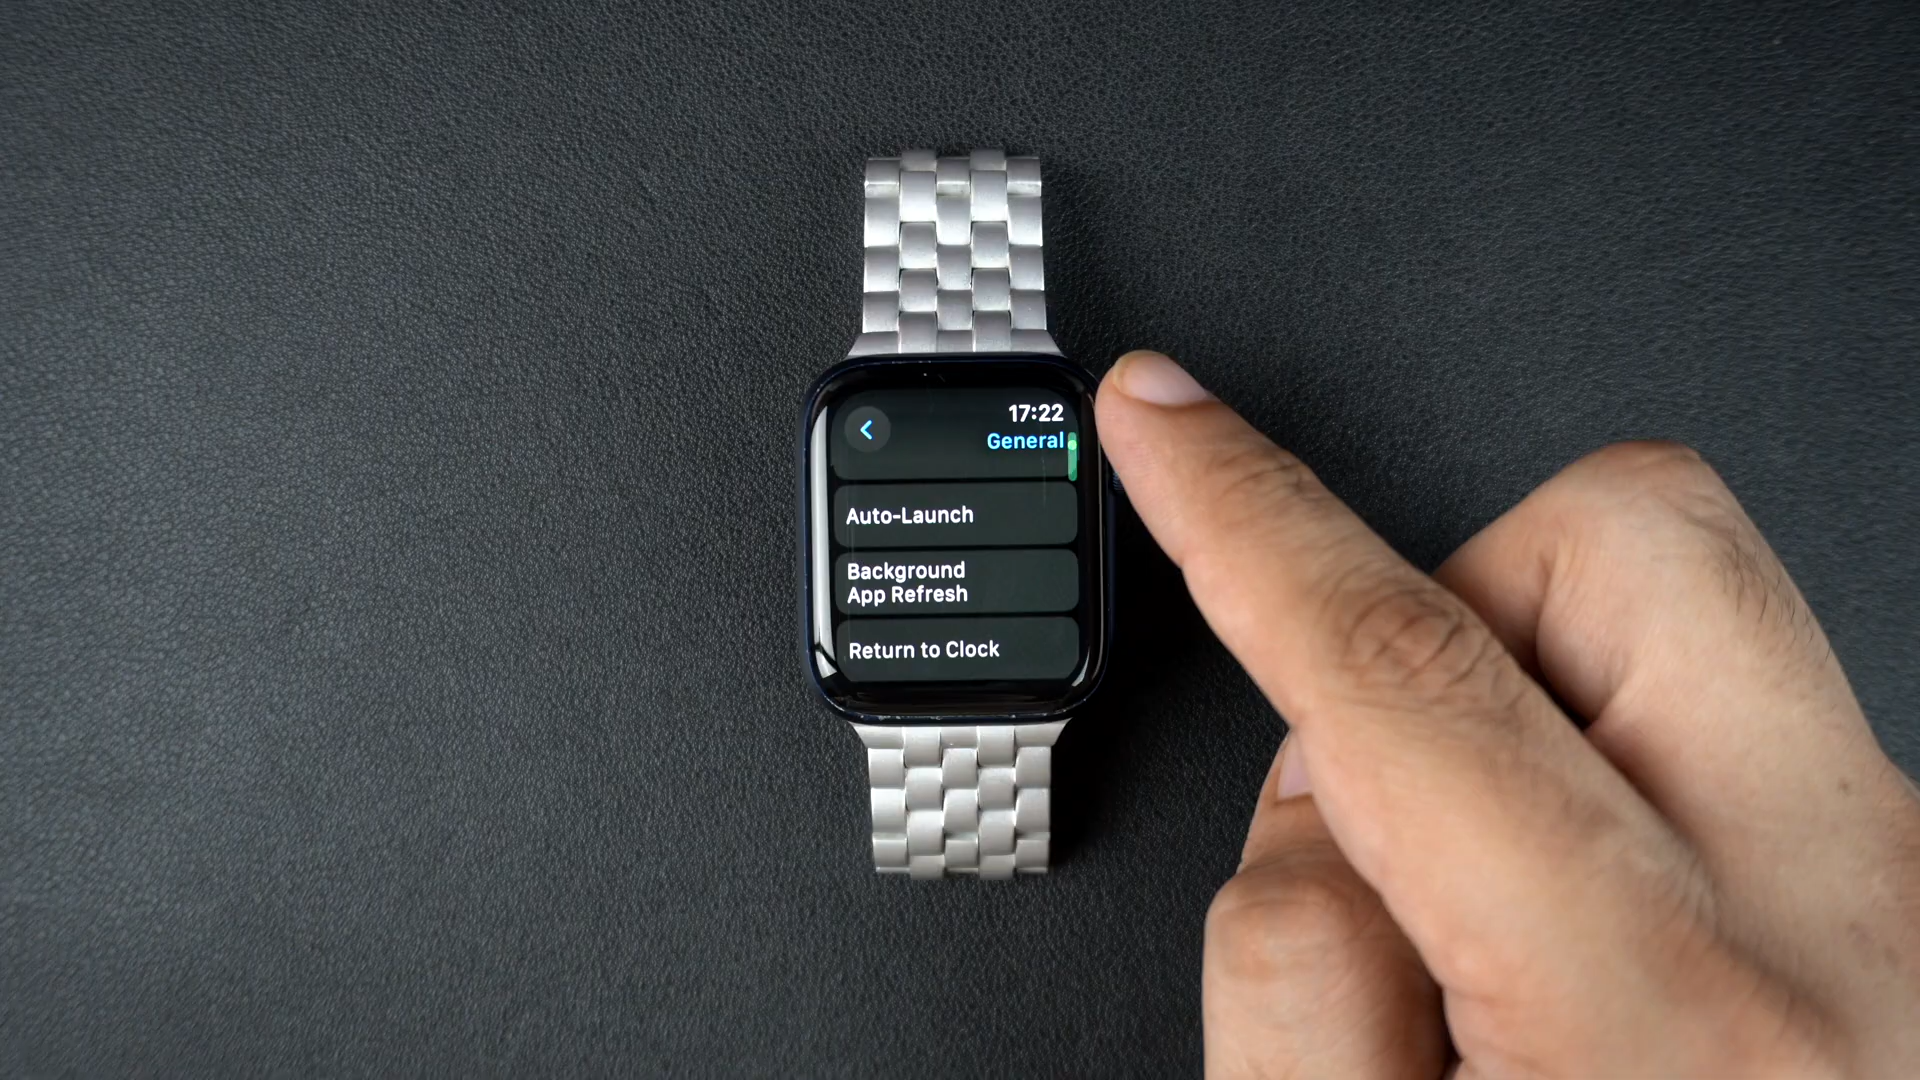 17:22
General
Auto-Launch
Background
App Refresh
Return to Clock